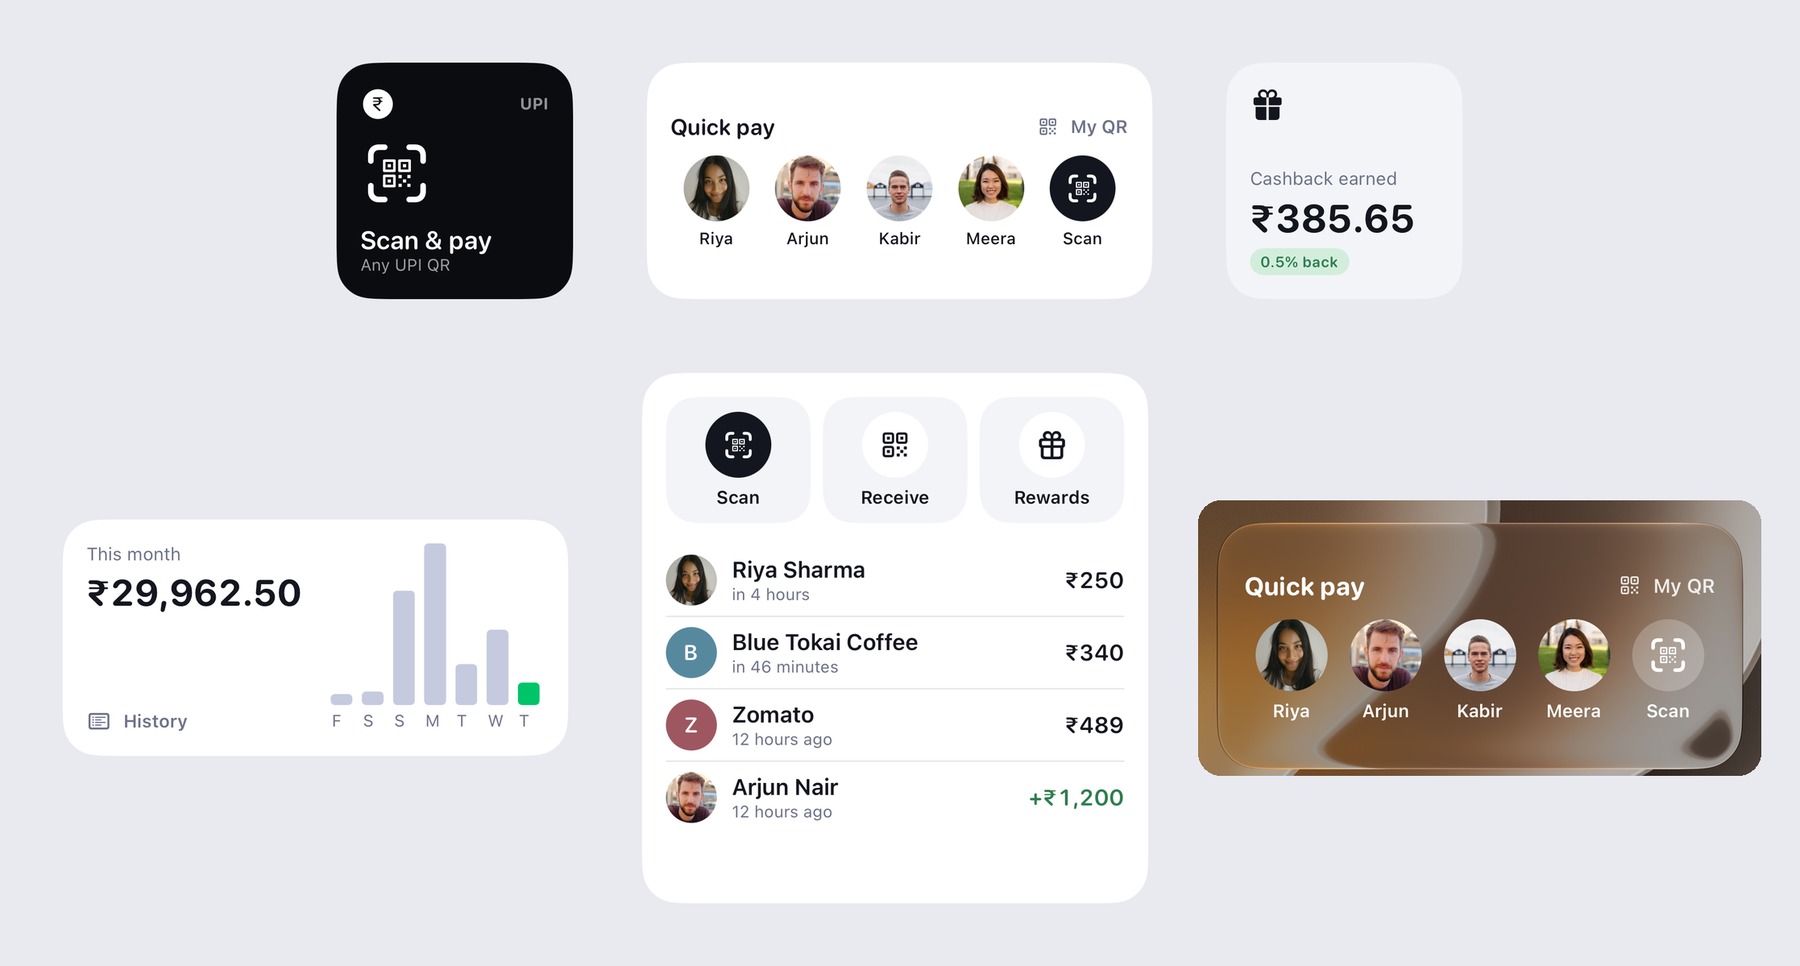 ₹
UPI
Scan & pay
Any UPI QR
Quick pay
My QR
Riya
Arjun
Kabir
Meera
Scan
Cashback earned
₹385.65
0.5% back
This month
₹29,962.50
History
F S S M T W T
Scan
Receive
Rewards
Riya Sharma
in 4 hours
₹250
B
Blue Tokai Coffee
in 46 minutes
₹340
Z
Zomato
12 hours ago
₹489
Arjun Nair
12 hours ago
+₹1,200
Quick pay
My QR
Riya
Arjun
Kabir
Meera
Scan